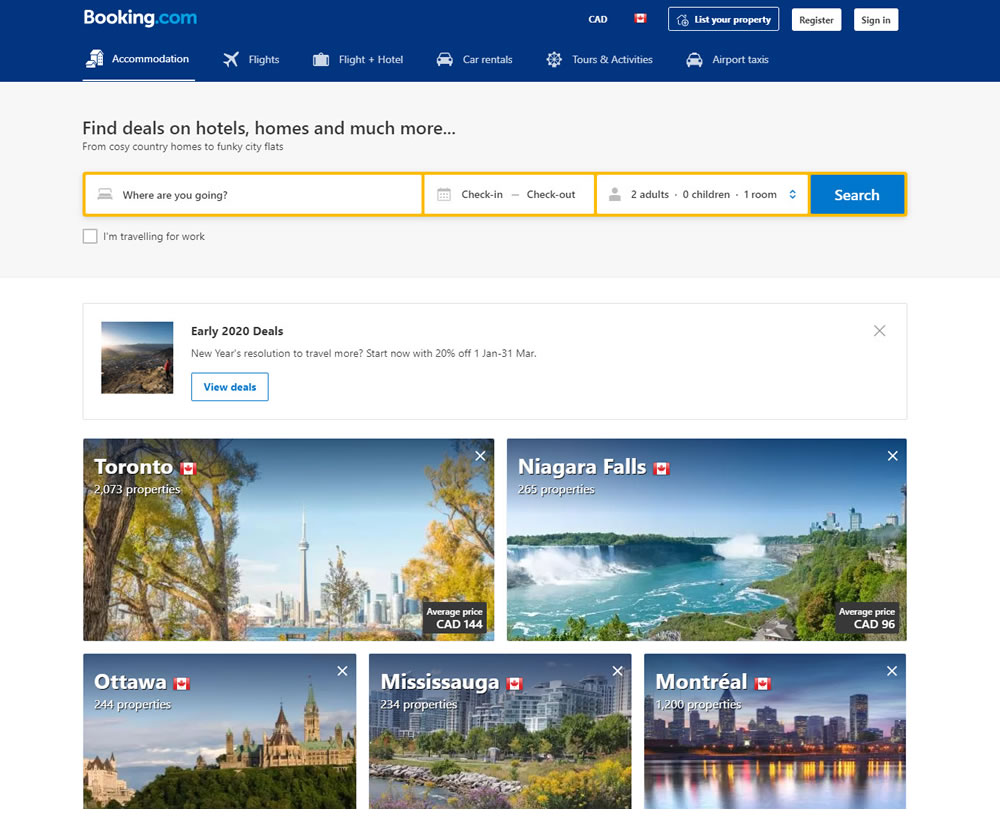 Booking.com
CAD
List your property
Register
Sign in
Accommodation
Flights
Flight + Hotel
Car rentals
Tours & Activities
Airport taxis
Find deals on hotels, homes and much more...
From cosy country homes to funky city flats
Where are you going?
Check-in — Check-out
2 adults · 0 children · 1 room
Search
I'm travelling for work
Early 2020 Deals
New Year's resolution to travel more? Start now with 20% off 1 Jan-31 Mar.
View deals
Toronto
2,073 properties
Average price
CAD 144
Niagara Falls
265 properties
Average price
CAD 96
Ottawa
244 properties
Mississauga
234 properties
Montréal
1,200 properties